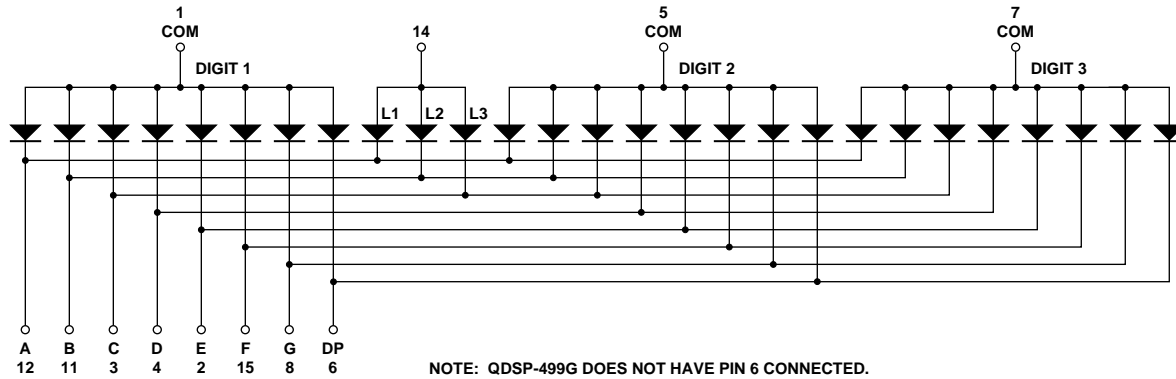 1 5 7
COM 14 COM COM
DIGIT 1 DIGIT 2 DIGIT 3
L1 L2 L3
A B C D E F G DP
12 11 3 4 2 15 8 6 NOTE: QDSP-499G DOES NOT HAVE PIN 6 CONNECTED.